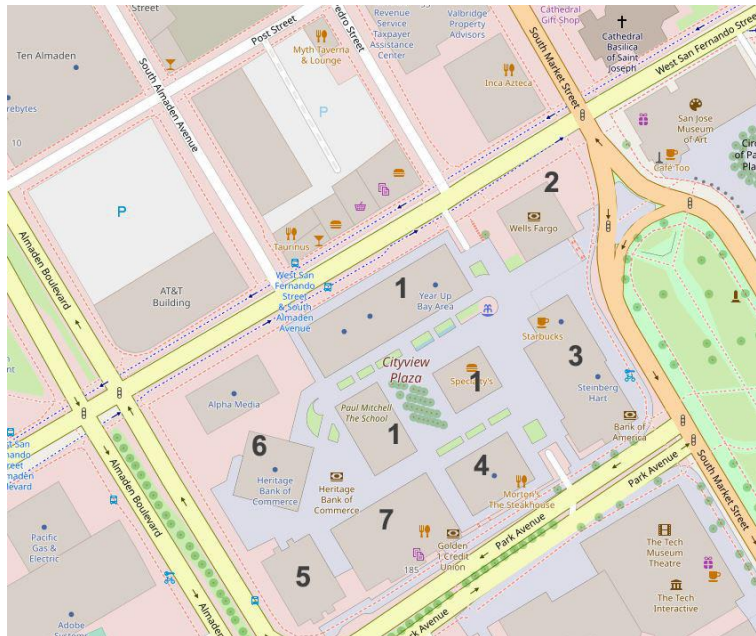 Street
Post Street
Pedro Street
Revenue
Service
Taxpayer
Assistance
Center
Valbridge
Property
Advisors
Cathedral
Gift Shop
Cathedral
Basilica
of Saint
Joseph
West San Fernando Street
South Market Street
Ten Almaden
Myth Taverna
& Lounge
South Almaden Avenue
Inca Azteca
10
P
San Jose
Museum
of Art
Café Too
P
2
Wells Fargo
Taurinus
Almaden Boulevard
AT&T
Building
West San
Fernando
Street
& South
Almaden
Avenue
1
Year Up
Bay Area
Starbucks
3
Cityview
Plaza
Specialty's
1
Steinberg
Hart
Alpha Media
Paul Mitchell
The School
1
Bank of
America
6
Heritage
Bank of
Commerce
Heritage
Bank of
Commerce
4
Morton's
The Steakhouse
Park Avenue
South Market Street
Almaden Boulevard
7
Golden
1 Credit
Union
185
Park Avenue
Pacific
Gas &
Electric
5
The Tech
Museum
Theatre
The Tech
Interactive
Park Avenue
Adobe